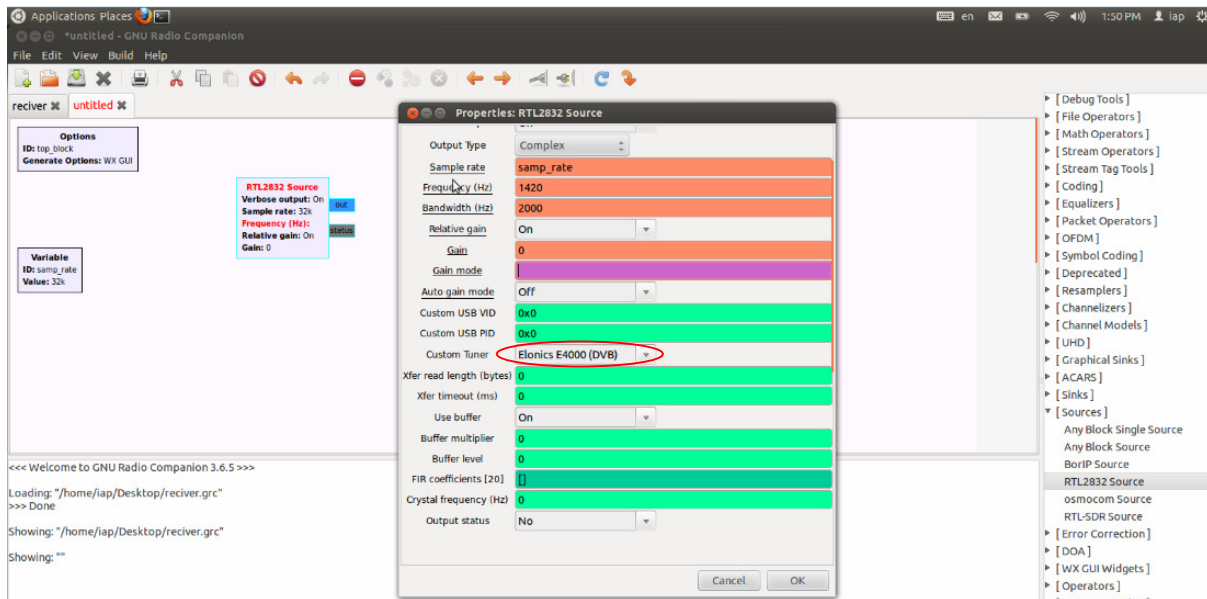 Applications Places en 1:50 PM iap
*untitled - GNU Radio Companion
File Edit View Build Help
reciver untitled
Options
ID: top_block
Generate Options: WX GUI
RTL2832 Source
Verbose output: On
Sample rate: 32k
Frequency (Hz):
Relative gain: On
Gain: 0
out
status
Variable
ID: samp_rate
Value: 32k
<<< Welcome to GNU Radio Companion 3.6.5 >>>
Loading: "/home/iap/Desktop/reciver.grc"
>>> Done
Showing: "/home/iap/Desktop/reciver.grc"
Showing: ""
Properties: RTL2832 Source
Output Type Complex
Sample rate samp_rate
Frequency (Hz) 1420
Bandwidth (Hz) 2000
Relative gain On
Gain 0
Gain mode
Auto gain mode Off
Custom USB VID 0x0
Custom USB PID 0x0
Custom Tuner Elonics E4000 (DVB)
Xfer read length (bytes) 0
Xfer timeout (ms) 0
Use buffer On
Buffer multiplier 0
Buffer level 0
FIR coefficients [20] []
Crystal frequency (Hz) 0
Output status No
Cancel OK
[ Debug Tools ]
[ File Operators ]
[ Math Operators ]
[ Stream Operators ]
[ Stream Tag Tools ]
[ Coding ]
[ Equalizers ]
[ Packet Operators ]
[ OFDM ]
[ Symbol Coding ]
[ Deprecated ]
[ Resamplers ]
[ Channelizers ]
[ Channel Models ]
[ UHD ]
[ Graphical Sinks ]
[ ACARS ]
[ Sinks ]
[ Sources ]
Any Block Single Source
Any Block Source
BorIP Source
RTL2832 Source
osmocom Source
RTL-SDR Source
[ Error Correction ]
[ DOA ]
[ WX GUI Widgets ]
[ Operators ]